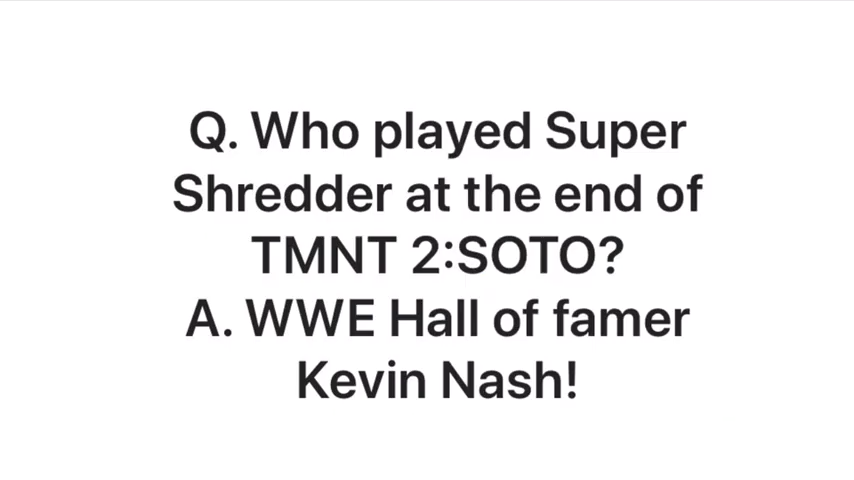 Q. Who played Super
Shredder at the end of
TMNT 2:SOTO?
A. WWE Hall of famer
Kevin Nash!